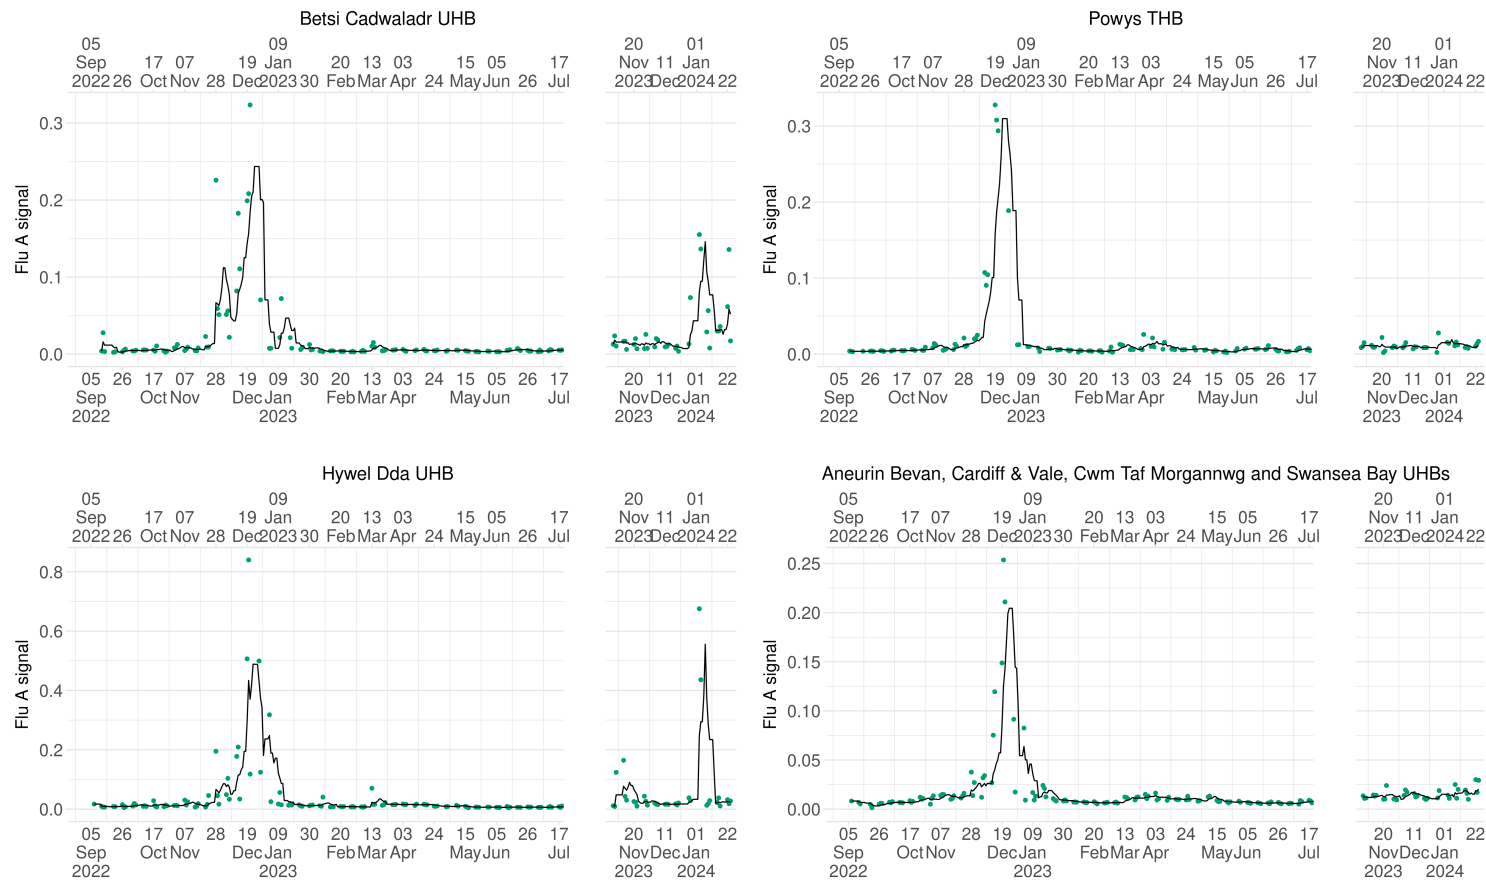 Betsi Cadwaladr UHB
05 09 20 01
Sep 17 07 19 Jan 20 13 03 15 05 17 Nov 11 Jan
2022 26 Oct Nov 28 Dec 2023 30 Feb Mar Apr 24 May Jun 26 Jul 2023 Dec 2024 22
Flu A signal
0.3
0.2
0.1
0.0
05 26 17 07 28 19 09 30 20 13 03 24 15 05 26 17 20 11 01 22
Sep Oct Nov Dec Jan Feb Mar Apr May Jun Jul Nov Dec Jan
2022 2023 2023 2024
Powys THB
05 09 20 01
Sep 17 07 19 Jan 20 13 03 15 05 17 Nov 11 Jan
2022 26 Oct Nov 28 Dec 2023 30 Feb Mar Apr 24 May Jun 26 Jul 2023 Dec 2024 22
Flu A signal
0.3
0.2
0.1
0.0
05 26 17 07 28 19 09 30 20 13 03 24 15 05 26 17 20 11 01 22
Sep Oct Nov Dec Jan Feb Mar Apr May Jun Jul Nov Dec Jan
2022 2023 2023 2024
Hywel Dda UHB
05 09 20 01
Sep 17 07 19 Jan 20 13 03 15 05 17 Nov 11 Jan
2022 26 Oct Nov 28 Dec 2023 30 Feb Mar Apr 24 May Jun 26 Jul 2023 Dec 2024 22
Flu A signal
0.8
0.6
0.4
0.2
0.0
05 26 17 07 28 19 09 30 20 13 03 24 15 05 26 17 20 11 01 22
Sep Oct Nov Dec Jan Feb Mar Apr May Jun Jul Nov Dec Jan
2022 2023 2023 2024
Aneurin Bevan, Cardiff & Vale, Cwm Taf Morgannwg and Swansea Bay UHBs
05 09 20 01
Sep 17 07 19 Jan 20 13 03 15 05 17 Nov 11 Jan
2022 26 Oct Nov 28 Dec 2023 30 Feb Mar Apr 24 May Jun 26 Jul 2023 Dec 2024 22
Flu A signal
0.25
0.20
0.15
0.10
0.05
0.00
05 26 17 07 28 19 09 30 20 13 03 24 15 05 26 17 20 11 01 22
Sep Oct Nov Dec Jan Feb Mar Apr May Jun Jul Nov Dec Jan
2022 2023 2023 2024